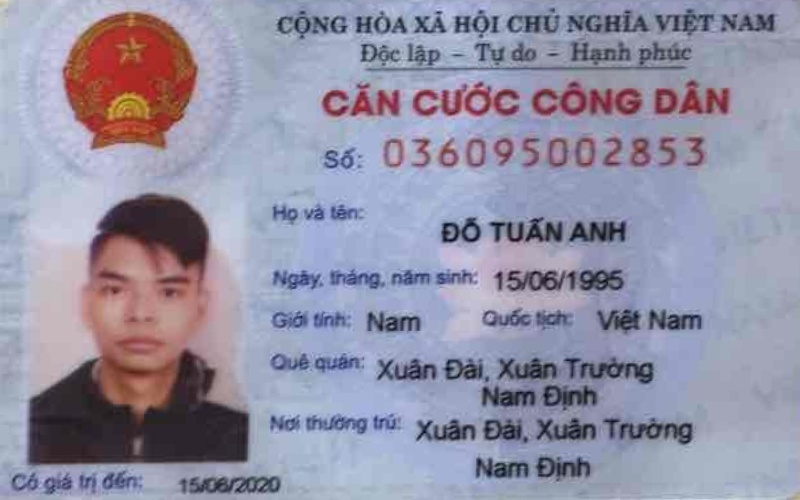 CỘNG HÒA XÃ HỘI CHỦ NGHĨA VIỆT NAM
Độc lập – Tự do – Hạnh phúc
CĂN CƯỚC CÔNG DÂN
Số: 036095002853
Họ và tên:
ĐỖ TUẤN ANH
Ngày, tháng, năm sinh: 15/06/1995
Giới tính: Nam Quốc tịch: Việt Nam
Quê quán: Xuân Đài, Xuân Trường
Nam Định
Nơi thường trú: Xuân Đài, Xuân Trường
Nam Định
Có giá trị đến: 15/06/2020